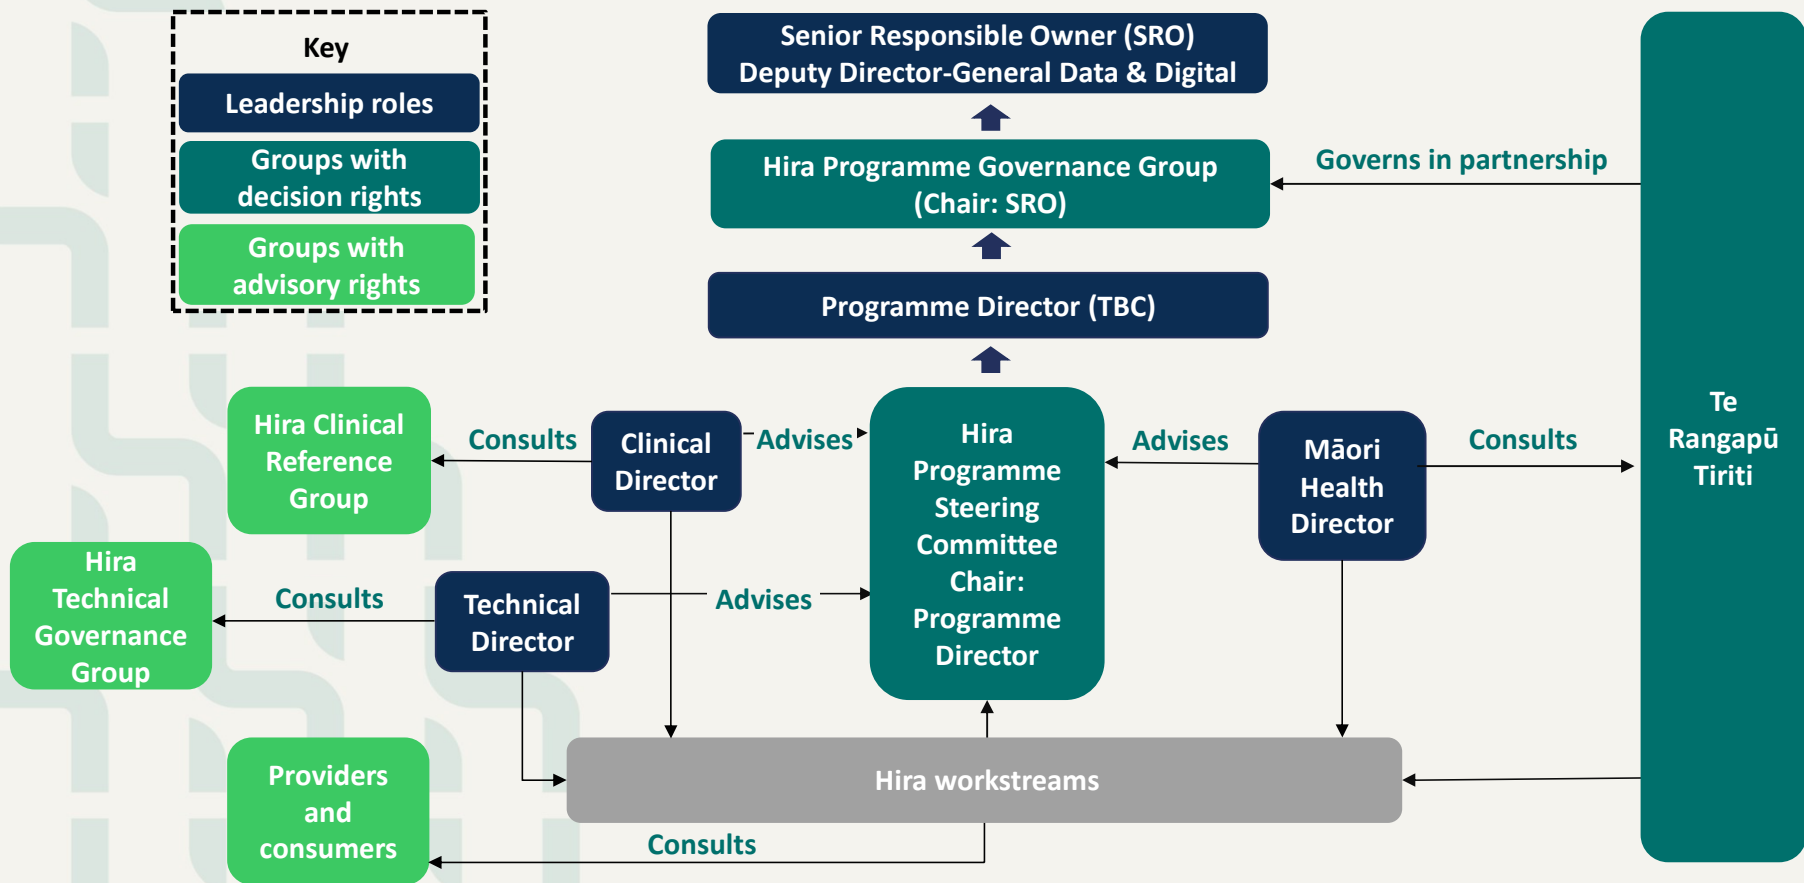 Key
Leadership roles
Groups with
decision rights
Groups with
advisory rights
Senior Responsible Owner (SRO)
Deputy Director-General Data & Digital
Hira Programme Governance Group
(Chair: SRO)
Governs in partnership
Programme Director (TBC)
Hira Clinical
Reference
Group
Consults
Clinical
Director
Advises
Hira
Programme
Steering
Committee
Chair:
Programme
Director
Advises
Māori
Health
Director
Consults
Te
Rangapū
Tiriti
Hira
Technical
Governance
Group
Consults
Technical
Director
Advises
Hira workstreams
Providers
and
consumers
Consults